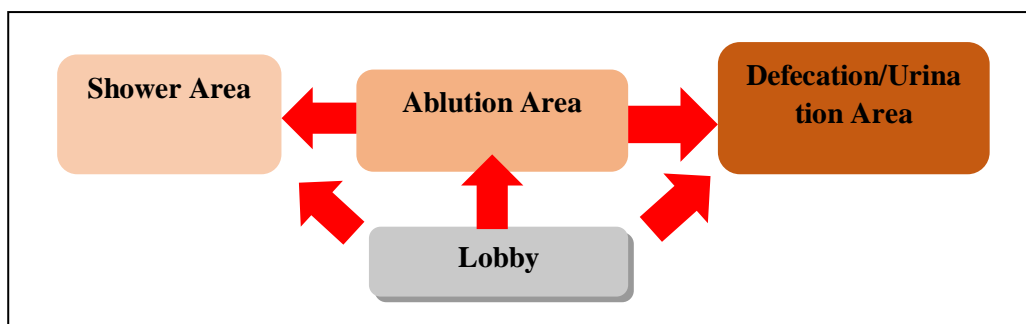 Shower Area
Ablution Area
Defecation/Urina
tion Area
Lobby